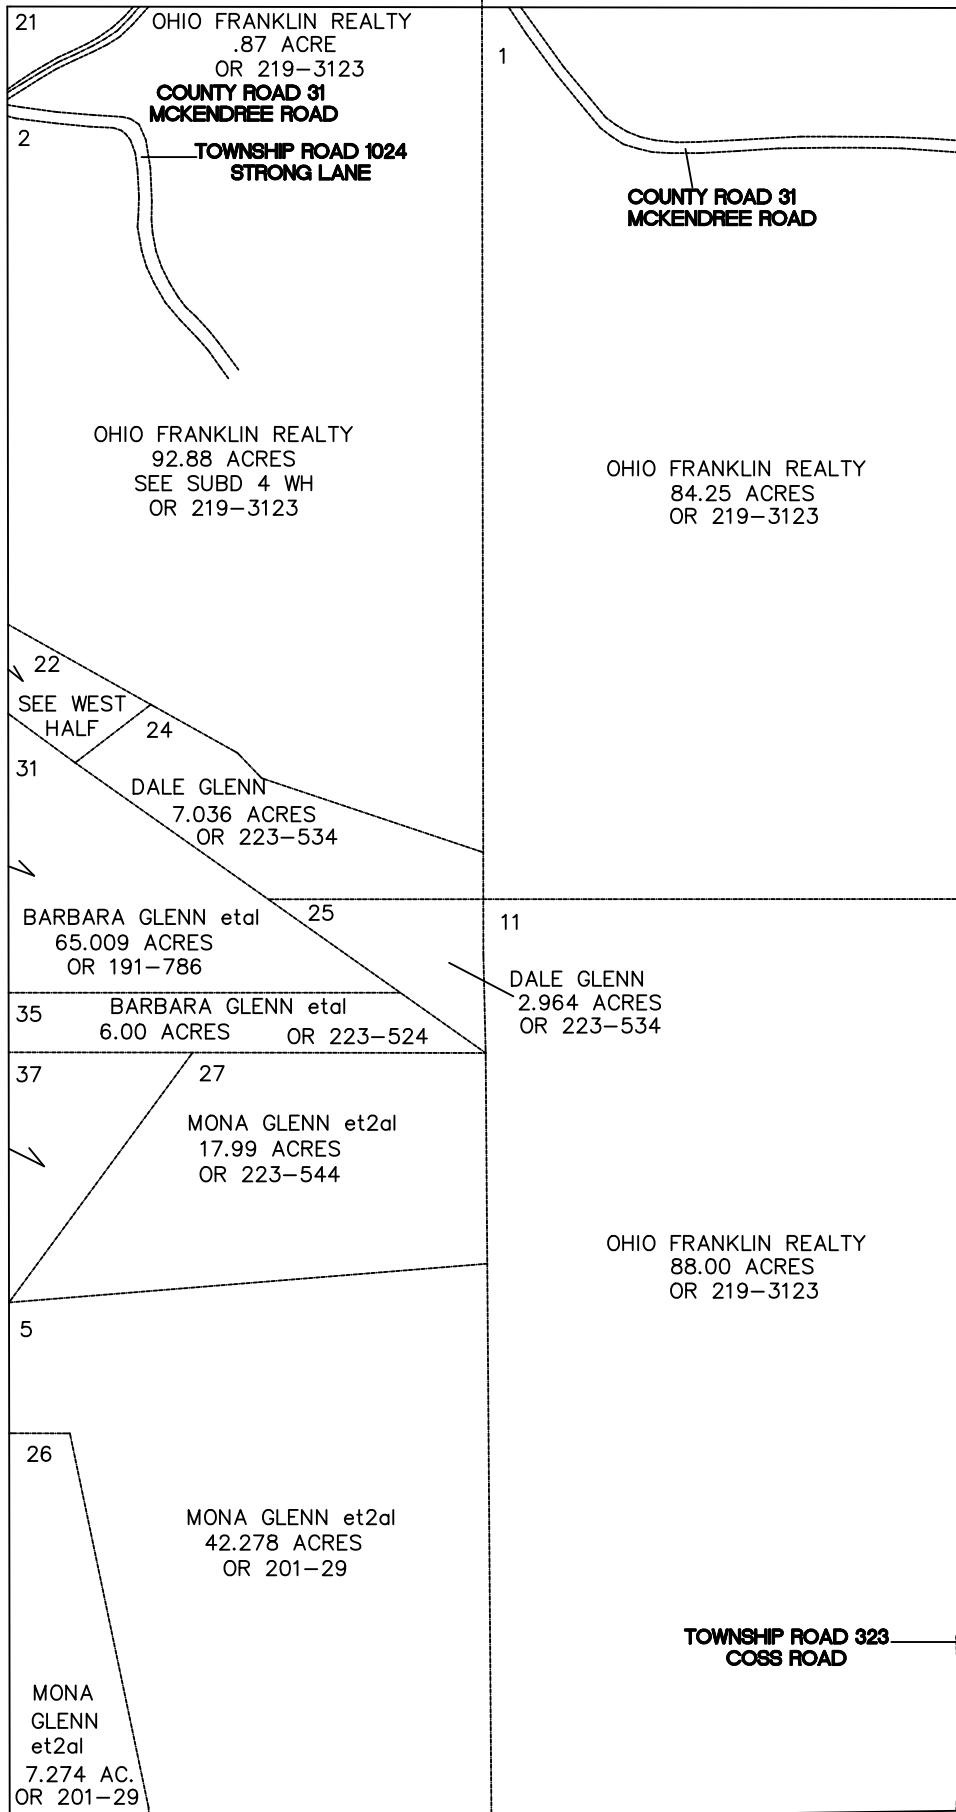 21
OHIO FRANKLIN REALTY
.87 ACRE
OR 219-3123
COUNTY ROAD 31
MCKENDREE ROAD
2
TOWNSHIP ROAD 1024
STRONG LANE
1
COUNTY ROAD 31
MCKENDREE ROAD
OHIO FRANKLIN REALTY
92.88 ACRES
SEE SUBD 4 WH
OR 219-3123
OHIO FRANKLIN REALTY
84.25 ACRES
OR 219-3123
22
SEE WEST
HALF
24
31
DALE GLENN
7.036 ACRES
OR 223-534
BARBARA GLENN etal
65.009 ACRES
OR 191-786
25
11
DALE GLENN
2.964 ACRES
OR 223-534
35
BARBARA GLENN etal
6.00 ACRES
OR 223-524
37
27
MONA GLENN et2al
17.99 ACRES
OR 223-544
OHIO FRANKLIN REALTY
88.00 ACRES
OR 219-3123
5
26
MONA GLENN et2al
42.278 ACRES
OR 201-29
TOWNSHIP ROAD 323
COSS ROAD
MONA
GLENN
et2al
7.274 AC.
OR 201-29